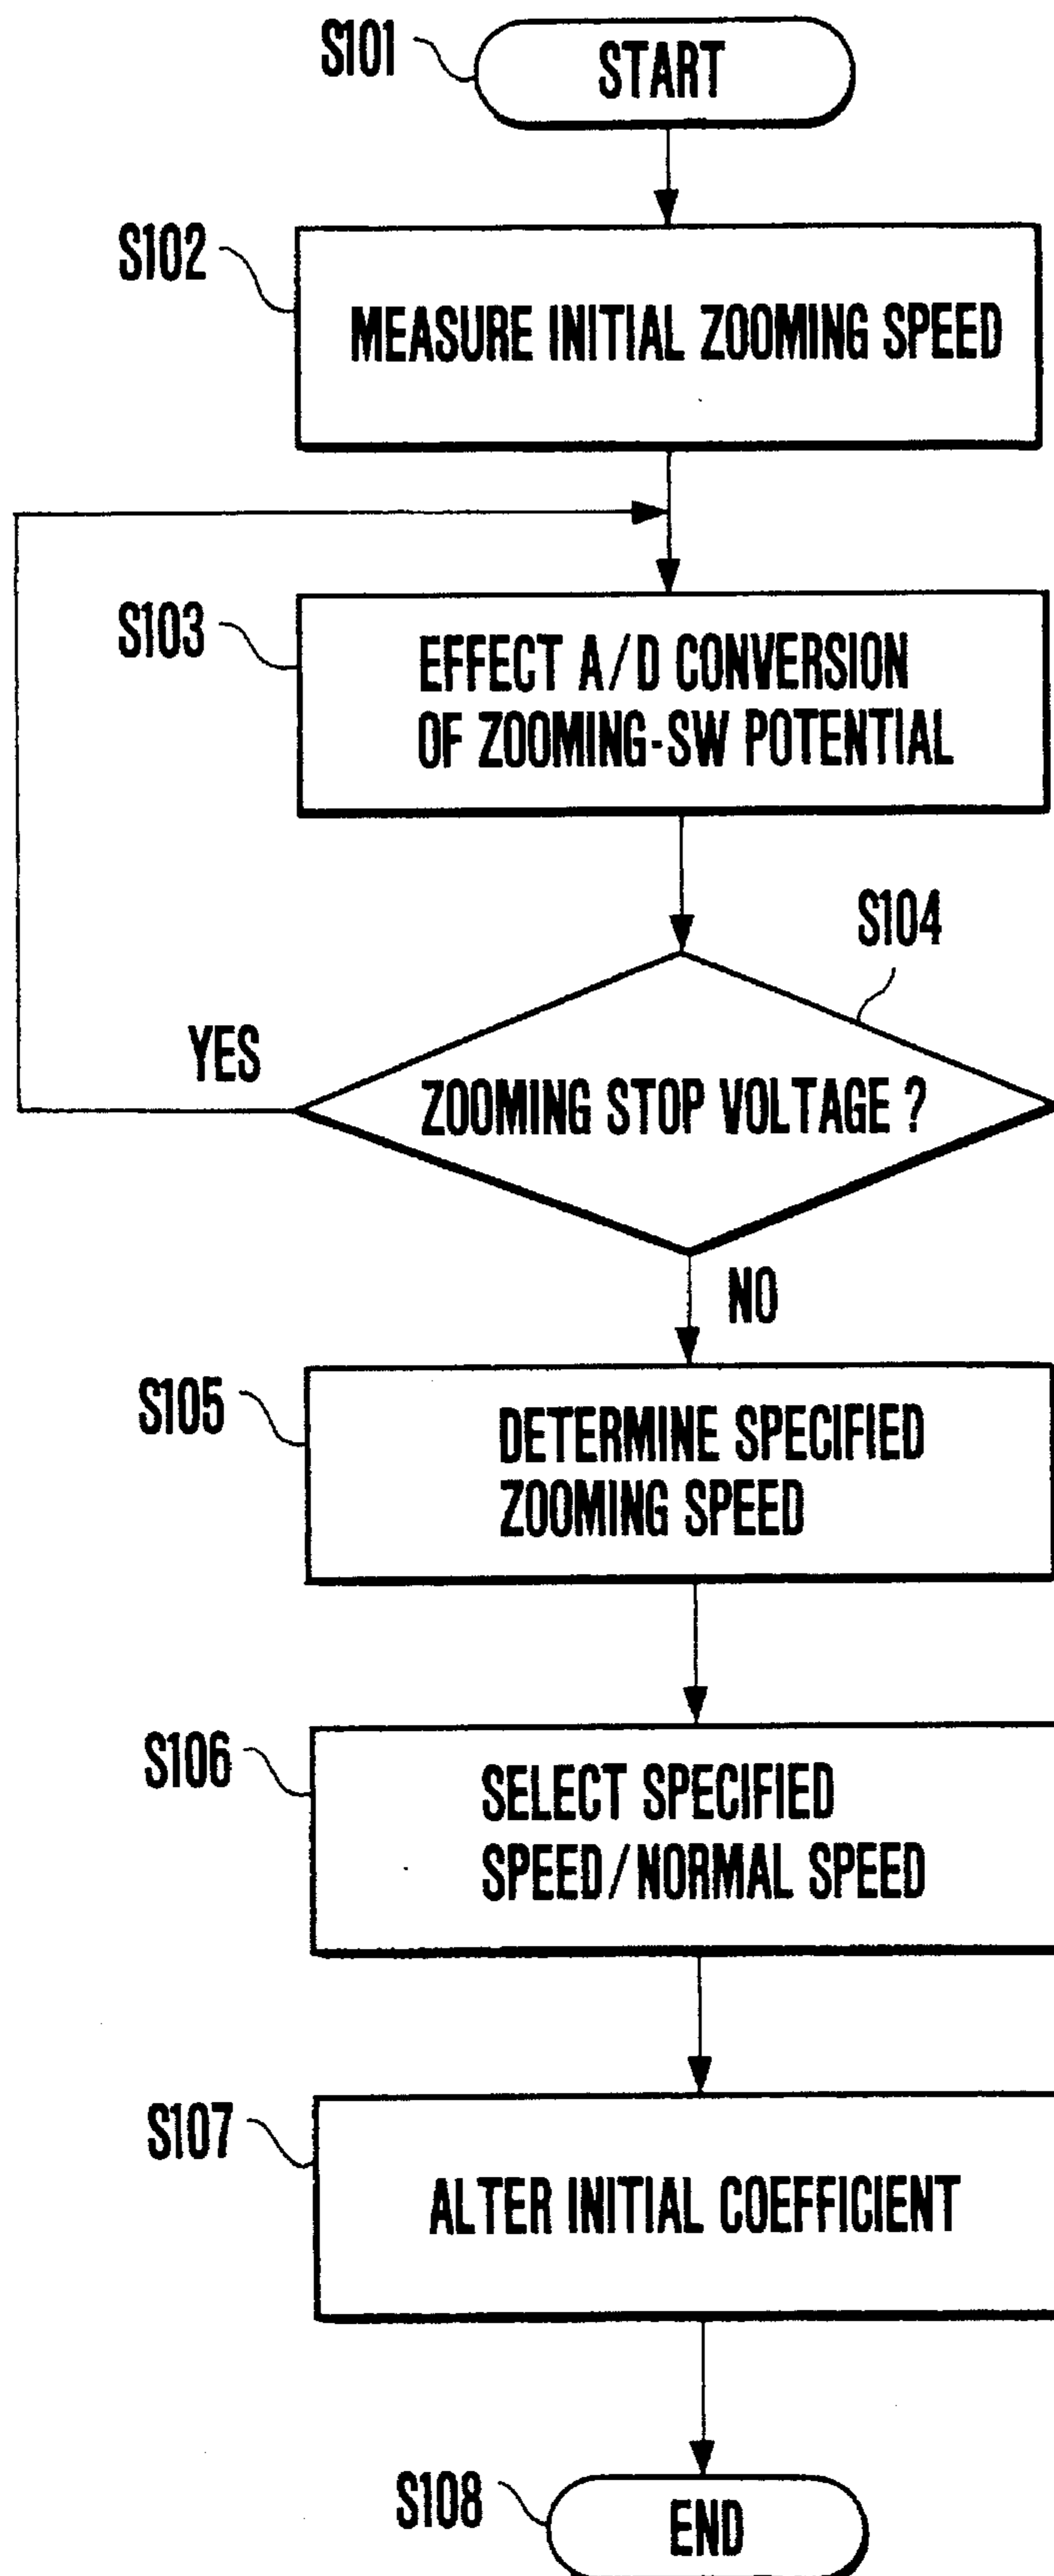 S101
START
S102
MEASURE INITIAL ZOOMING SPEED
S103
EFFECT A/D CONVERSION
OF ZOOMING-SW POTENTIAL
S104
YES
ZOOMING STOP VOLTAGE ?
NO
S105
DETERMINE SPECIFIED
ZOOMING SPEED
S106
SELECT SPECIFIED
SPEED/NORMAL SPEED
S107
ALTER INITIAL COEFFICIENT
S108
END